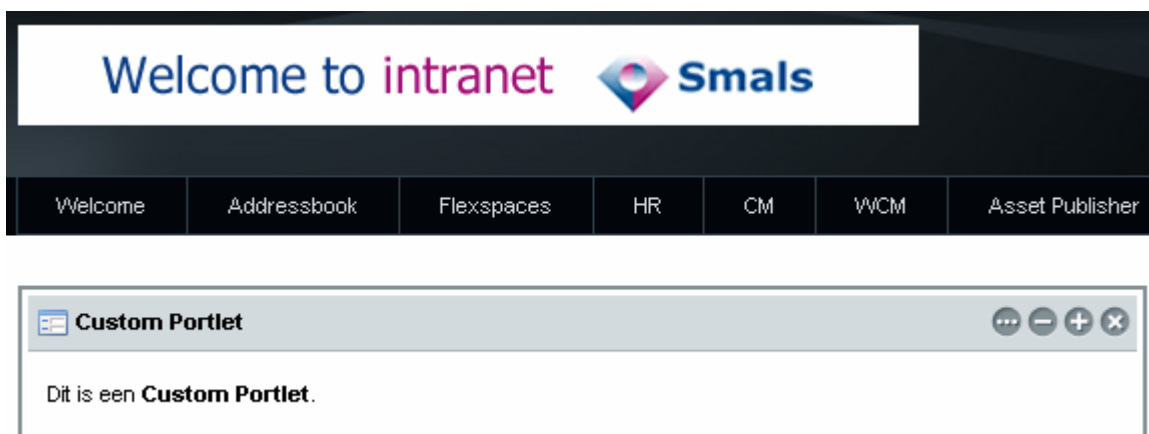 Welcome to intranet Smals
Welcome Addressbook Flexspaces HR CM WCM Asset Publisher
Custom Portlet
Dit is een Custom Portlet.